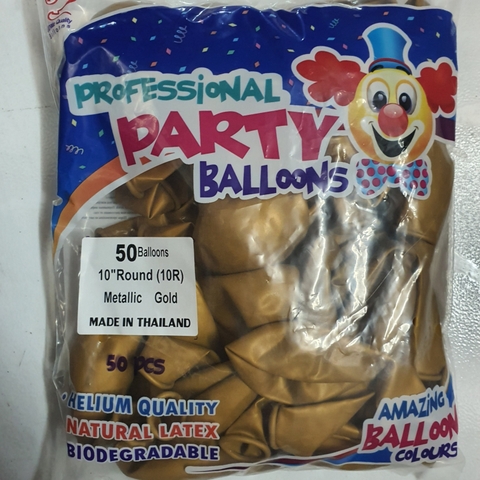 PROFESSIONAL
PARTY
BALLOONS
50 Balloons
10"Round (10R)
Metallic Gold
MADE IN THAILAND
50 PCS
• HELIUM QUALITY
NATURAL LATEX
BIODEGRADABLE
AMAZING
BALLOON
COLOURS